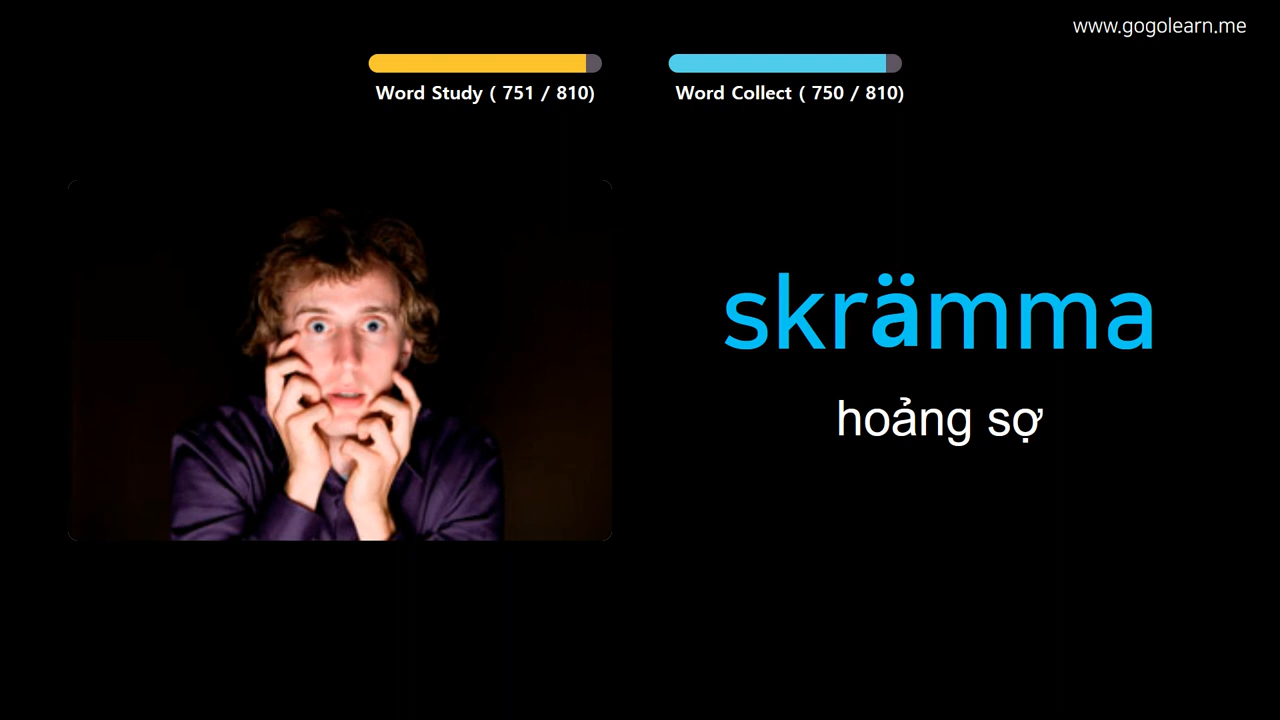 www.gogolearn.me
Word Study ( 751 / 810)
Word Collect ( 750 / 810)
skrämma
hoảng sợ